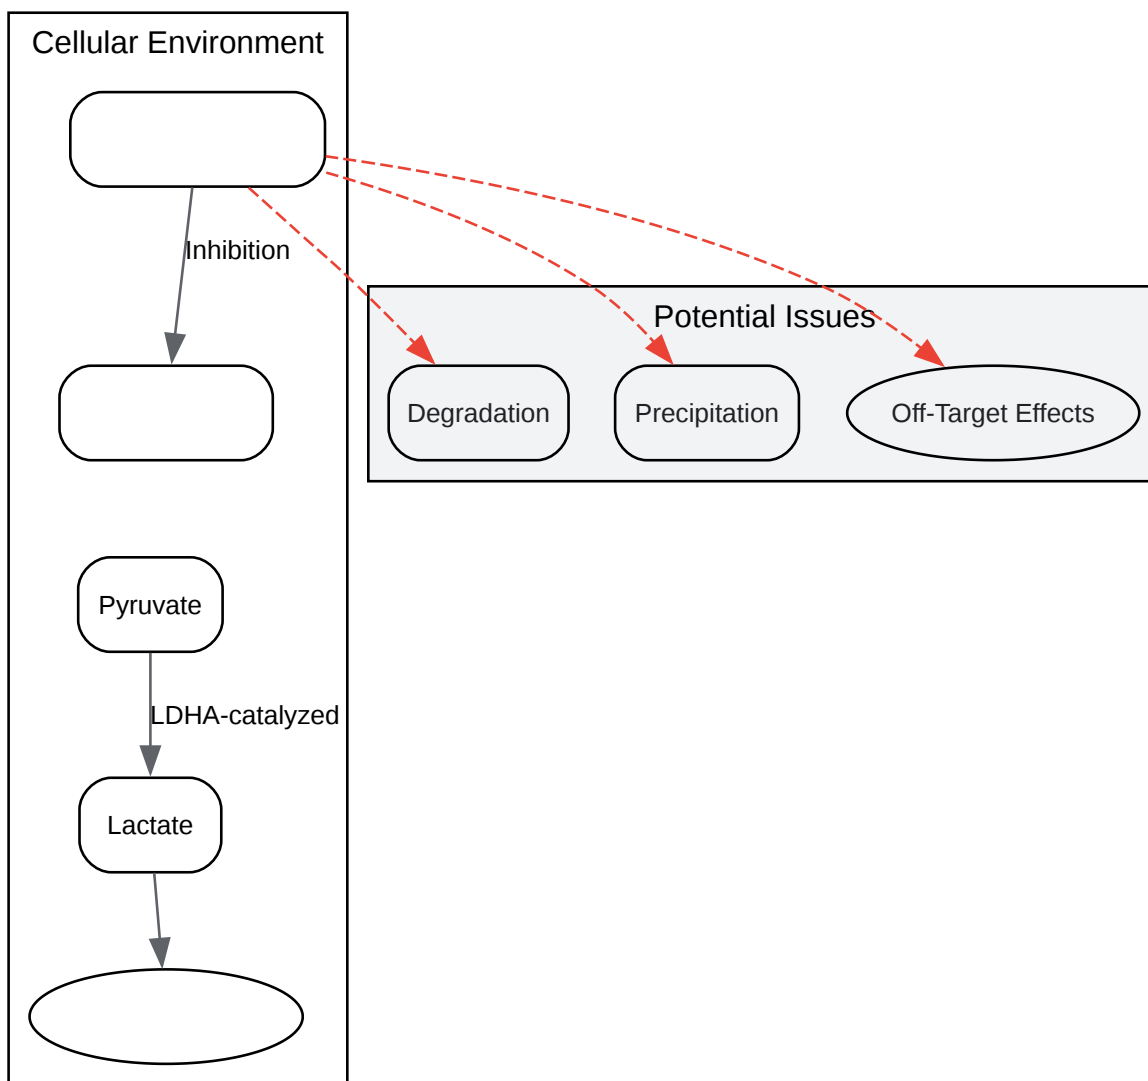 Cellular Environment
Inhibition
Potential Issues
Degradation
Precipitation
Off-Target Effects
Pyruvate
LDHA-catalyzed
Lactate